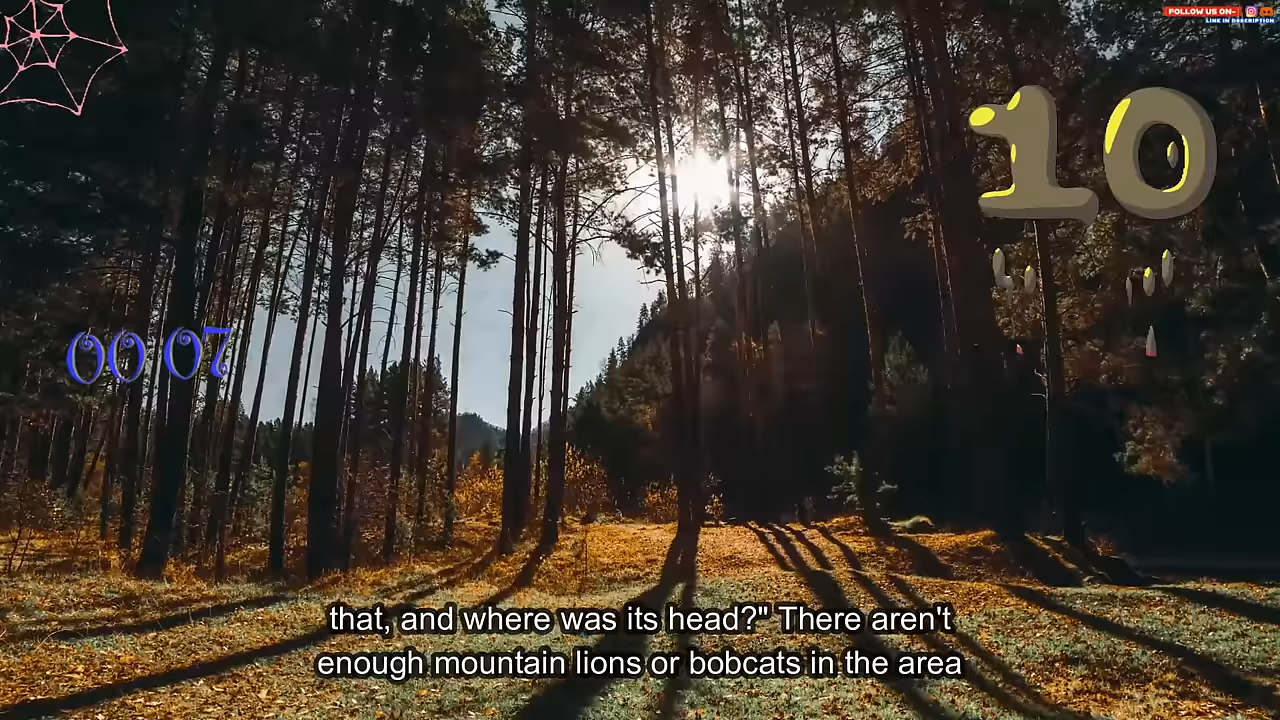 FOLLOW US ON-
LINK IN DESCRIPTION
10
00 07
that, and where was its head?" There aren't
enough mountain lions or bobcats in the area